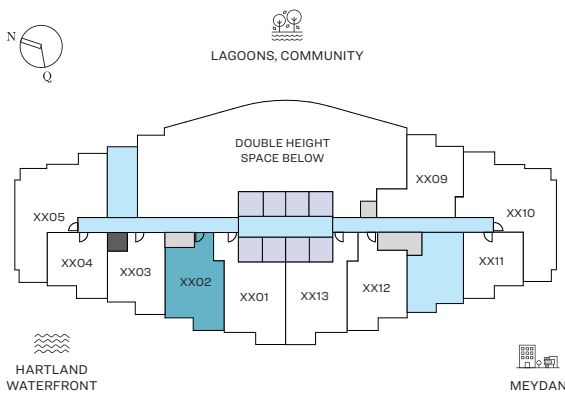 N
Q
LAGOONS, COMMUNITY
DOUBLE HEIGHT
SPACE BELOW
XX09
XX05
XX10
XX04
XX03
XX02
XX01
XX13
XX12
XX11
HARTLAND
WATERFRONT
MEYDAN